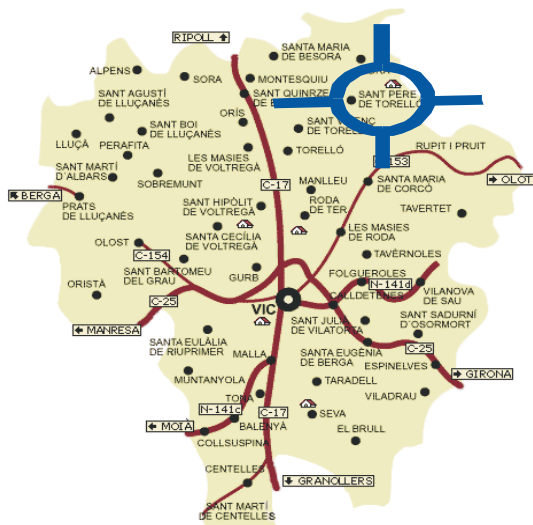 RIPOLL
SANTA MARIA
DE BESORA
ALPENS
SORA
MONTESQUIU
SANT QUIRZE
SANT PERE
DE TORELLÓ
SANT AGUSTÍ
DE LLUÇANÈS
ORÍS
SANT BOI
DE LLUÇANÈS
DE TORELLÓ
LLUÇÀ
PERAFITA
LES MASIES
DE VOLTREGÀ
TORELLÓ
RUPIT I PRUIT
SANT MARTÍ
D'ALBARS
SOBREMUNT
C-17
MANLLEU
SANTA MARIA
DE CORCÓ
OLOT
BERGA
PRATS
DE LLUÇANÈS
SANT HIPÒLIT
DE VOLTREGÀ
RODA
DE TER
TAVERTET
OLOST
SANTA CECÍLIA
DE VOLTREGÀ
LES MASIES
DE RODA
C-154
TAVÈRNOLES
SANT BARTOMEU
DEL GRAU
GURB
FOLGUEROLES
N-141d
ORISTÀ
C-25
VIC
CALLDETENES
VILANOVA
DE SAU
MANRESA
SANT JULIÀ
DE VILATORTA
SANT SADURNÍ
D'OSORMORT
SANTA EULÀLIA
DE RIUPRIMER
MALLA
SANTA EUGÈNIA
DE BERGA
C-25
ESPINELVES
GIRONA
MUNTANYOLA
TARADELL
TONA
VILADRAU
N-141c
C-17
SEVA
MOIÀ
BALENYÀ
EL BRULL
COLLSUSPINA
CENTELLES
GRANOLLERS
SANT MARTÍ
DE CENTELLES